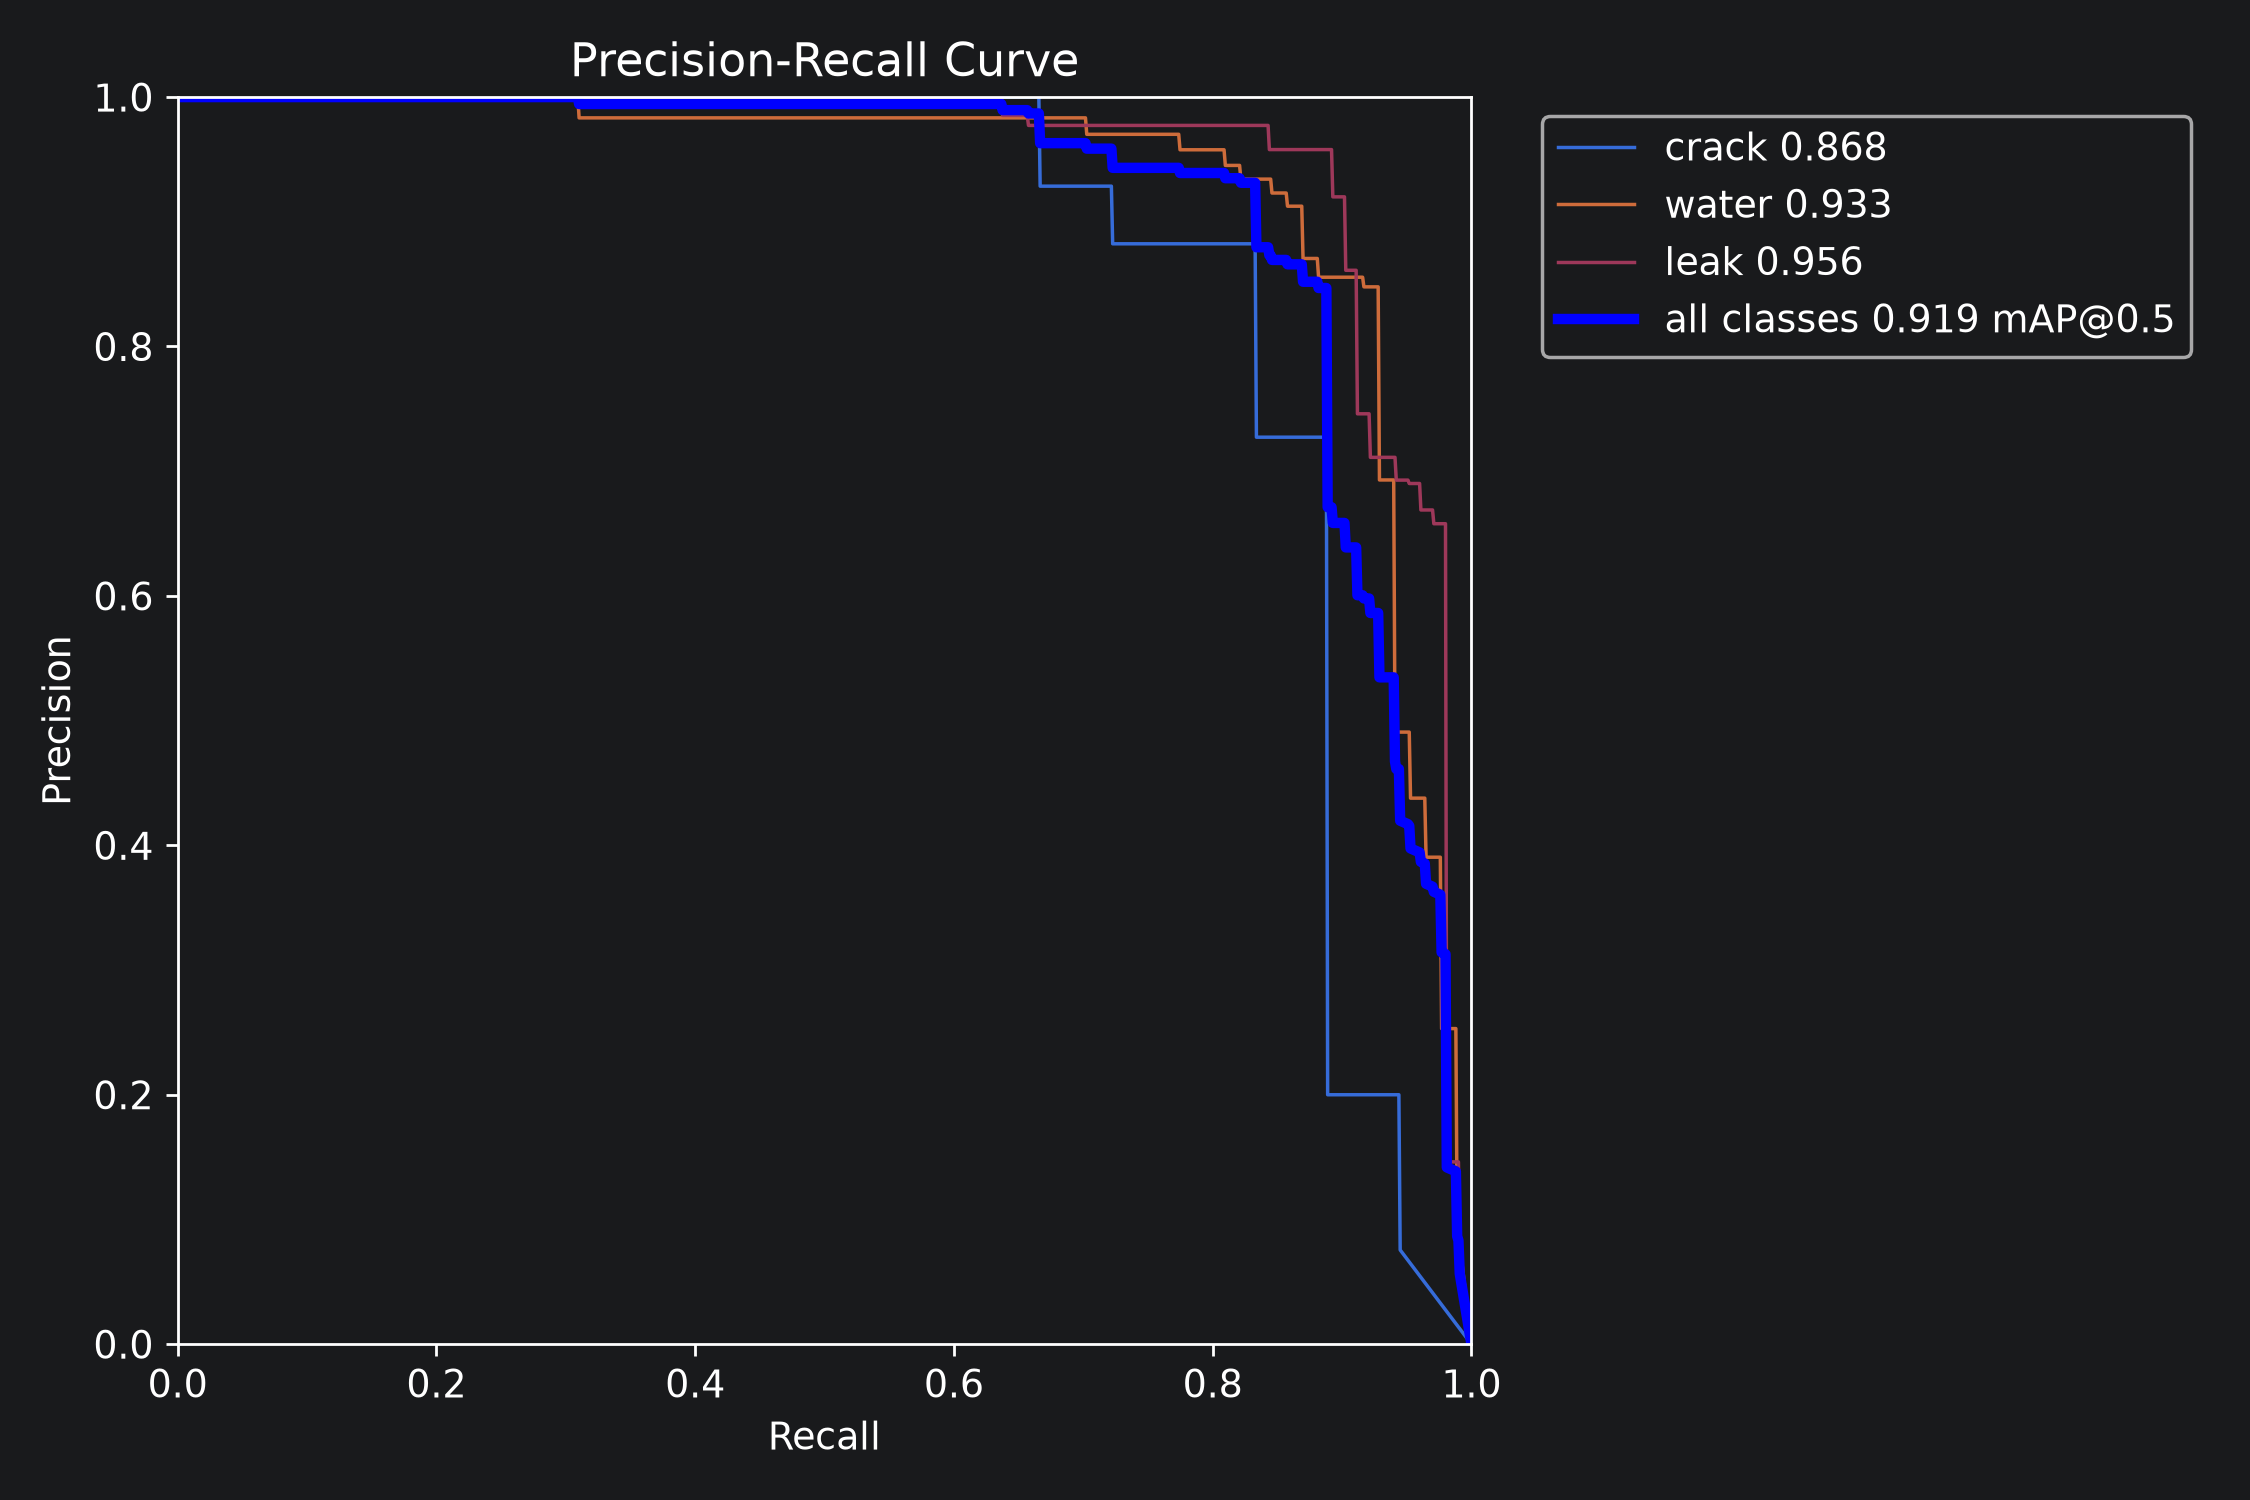 Precision-Recall Curve
1.0
0.8
0.6
0.4
0.2
0.0
Precision
0.0 0.2 0.4 0.6 0.8 1.0
Recall
crack 0.868
water 0.933
leak 0.956
all classes 0.919 mAP@0.5